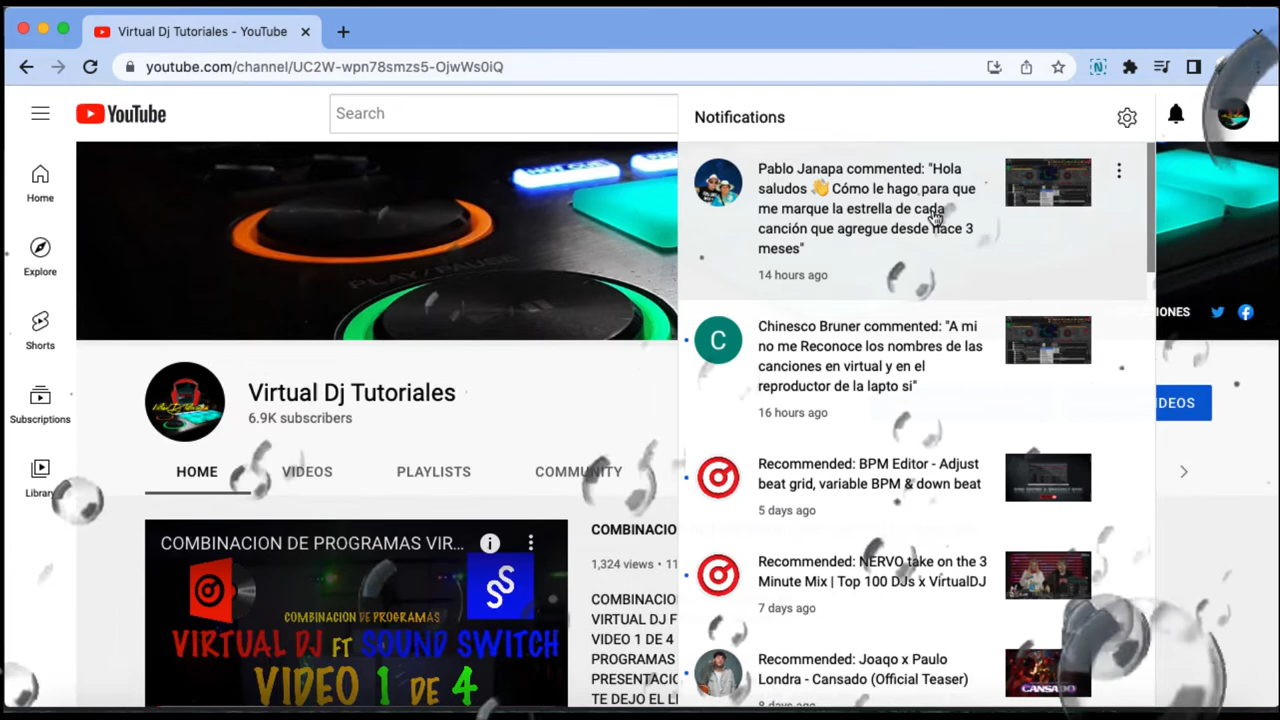 Virtual Dj Tutoriales - YouTube
youtube.com/channel/UC2W-wpn78smzs5-OjwWs0iQ
YouTube
Search
Home
Explore
Shorts
Subscriptions
Library
PLAY/PAUSE
Virtual Dj Tutoriales
6.9K subscribers
HOME
VIDEOS
PLAYLISTS
COMMUNITY
COMBINACION DE PROGRAMAS VIR...
COMBINACION DE PROGRAMAS
VIRTUAL DJ FT SOUND SWITCH
VIDEO 1 DE 4
COMBINACIO
1,324 views • 11
COMBINACIO
VIRTUAL DJ F
VIDEO 1 DE 4
PROGRAMAS
PRESENTACIO
TE DEJO EL LI
Notifications
Pablo Janapa commented: "Hola
saludos 👋 Cómo le hago para que
me marque la estrella de cada
canción que agregue desde hace 3
meses"
14 hours ago
C
Chinesco Bruner commented: "A mi
no me Reconoce los nombres de las
canciones en virtual y en el
reproductor de la lapto si"
16 hours ago
Recommended: BPM Editor - Adjust
beat grid, variable BPM & down beat
5 days ago
Recommended: NERVO take on the 3
Minute Mix | Top 100 DJs x VirtualDJ
7 days ago
Recommended: Joaqo x Paulo
Londra - Cansado (Official Teaser)
8 days ago
CANSADO
IONES
IDEOS